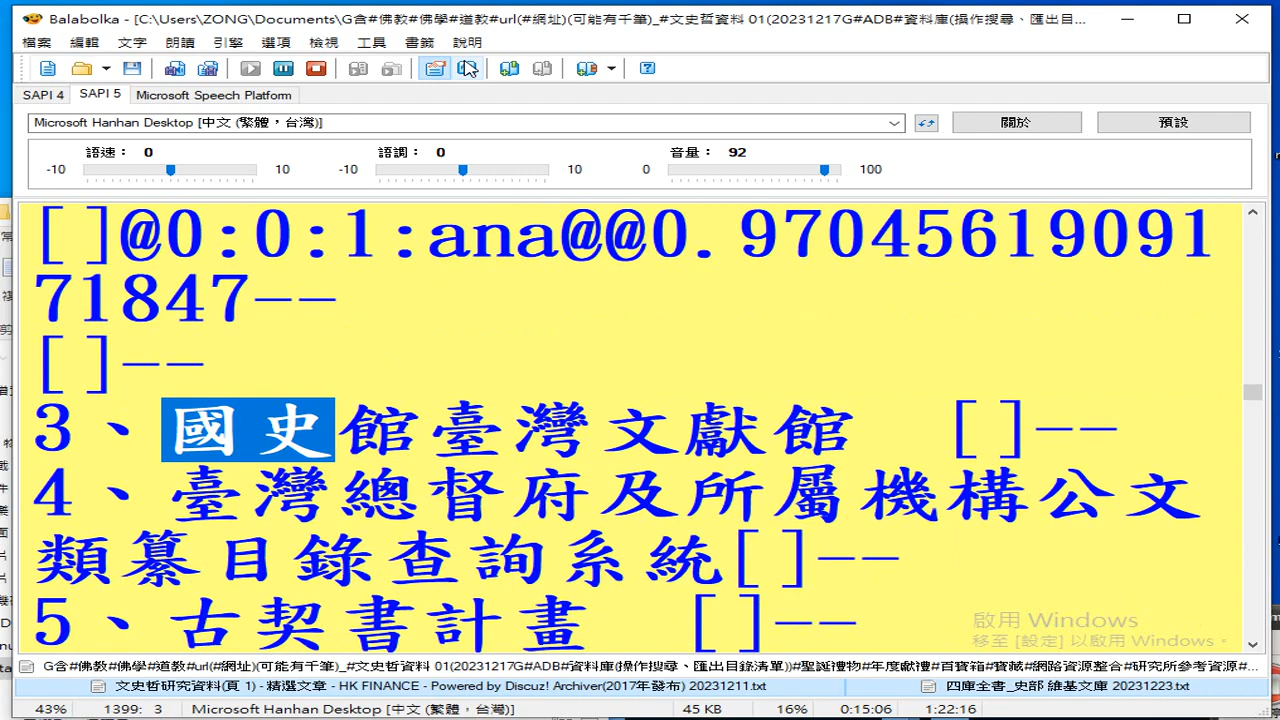 Balabolka - [C:\Users\ZONG\Documents\G含#佛教#佛學#道教#url(#網址)(可能有千筆)_#文史哲資料 01(20231217G#ADB#資料庫(操作搜尋、匯出目...
檔案 編輯 文字 朗讀 引擎 選項 檢視 工具 書籤 說明
SAPI 4 SAPI 5 Microsoft Speech Platform
Microsoft Hanhan Desktop [中文 (繁體，台灣)] 關於 預設
語速： 0 語調： 0 音量： 92
-10 10 -10 10 0 100
[ ]@0:0:1:ana@@0.97045619091
71847--
[ ]--
3、國史館臺灣文獻館 [ ]--
4、臺灣總督府及所屬機構公文
類纂目錄查詢系統[ ]--
5、古契書計畫 [ ]--
啟用 Windows
移至 [設定] 以啟用 Windows。
G含#佛教#佛學#道教#url(#網址)(可能有千筆)_#文史哲資料 01(20231217G#ADB#資料庫(操作搜尋、匯出目錄清單))#聖誕禮物#年度獻禮#百寶箱#寶藏#網路資源整合#研究所參考資源#...
文史哲研究資料(頁 1) - 精選文章 - HK FINANCE - Powered by Discuz! Archiver(2017年發布) 20231211.txt 四庫全書_史部 維基文庫 20231223.txt
43% 1399: 3 Microsoft Hanhan Desktop [中文 (繁體，台灣)] 45 KB 16% 0:15:06 1:22:16